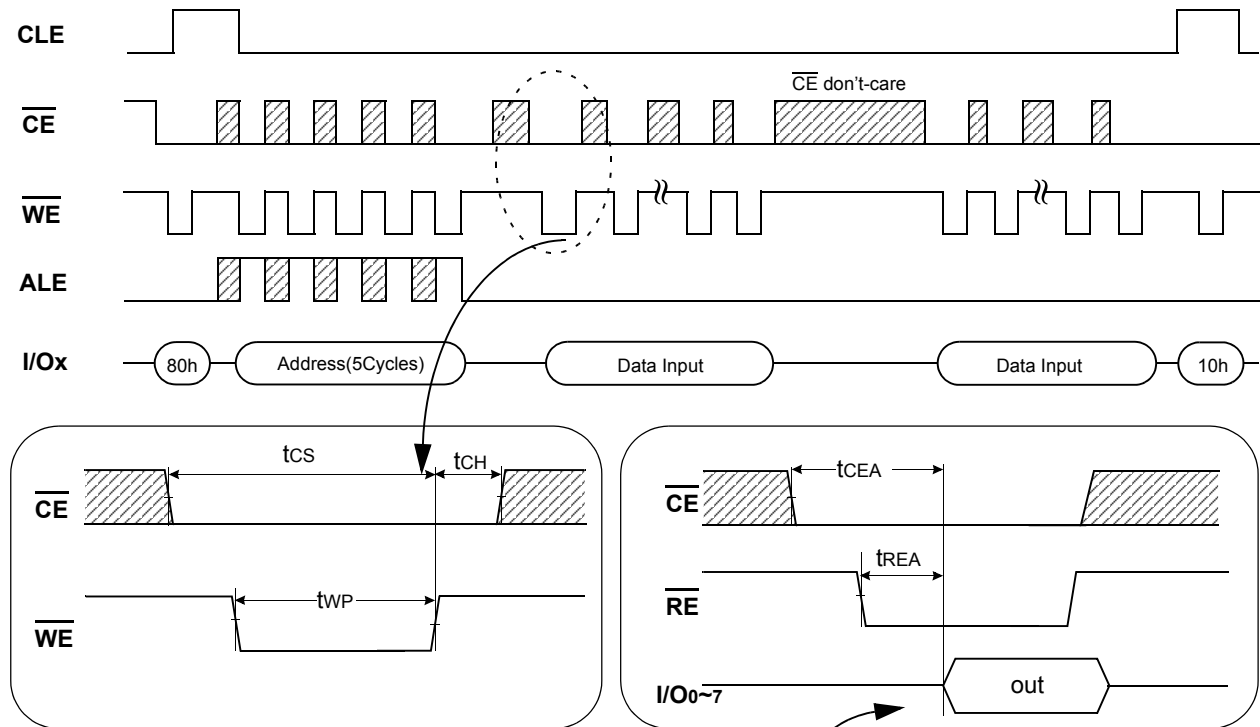 CLE
CE don't-care
CE
WE
ALE
I/Ox
80h
Address(5Cycles)
Data Input
Data Input
10h
tCS
tCH
CE
tWP
WE
tCEA
CE
tREA
RE
I/O0~7
out